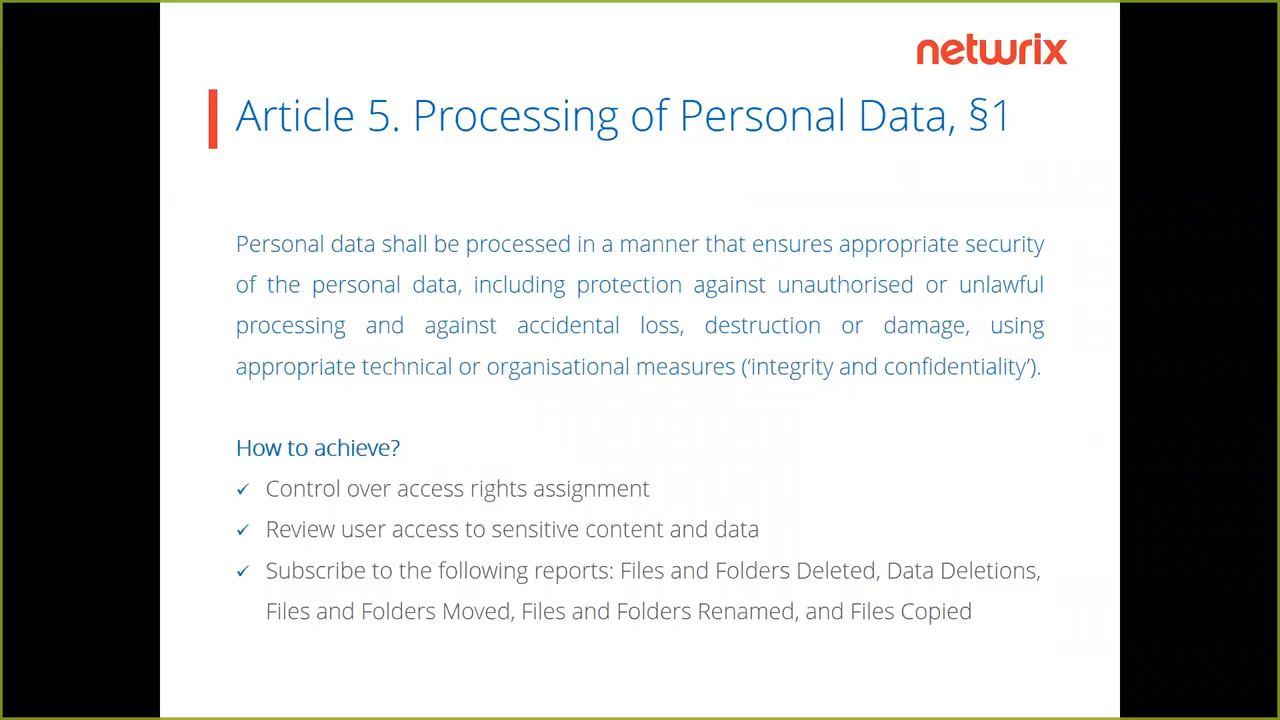 netwrix
Article 5. Processing of Personal Data, §1
Personal data shall be processed in a manner that ensures appropriate security
of the personal data, including protection against unauthorised or unlawful
processing and against accidental loss, destruction or damage, using
appropriate technical or organisational measures (‘integrity and confidentiality’).
How to achieve?
✓ Control over access rights assignment
✓ Review user access to sensitive content and data
✓ Subscribe to the following reports: Files and Folders Deleted, Data Deletions,
Files and Folders Moved, Files and Folders Renamed, and Files Copied